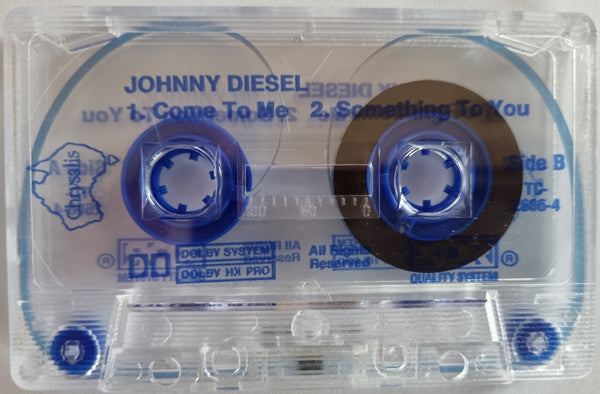 JOHNNY DIESEL
1. Come To Me 2. Something To You
Side B
TC-
Chrysalis
DOLBY SYSTEM
DOLBY HX PRO
All Rights
Reserved
®
QUALITY SYSTEM